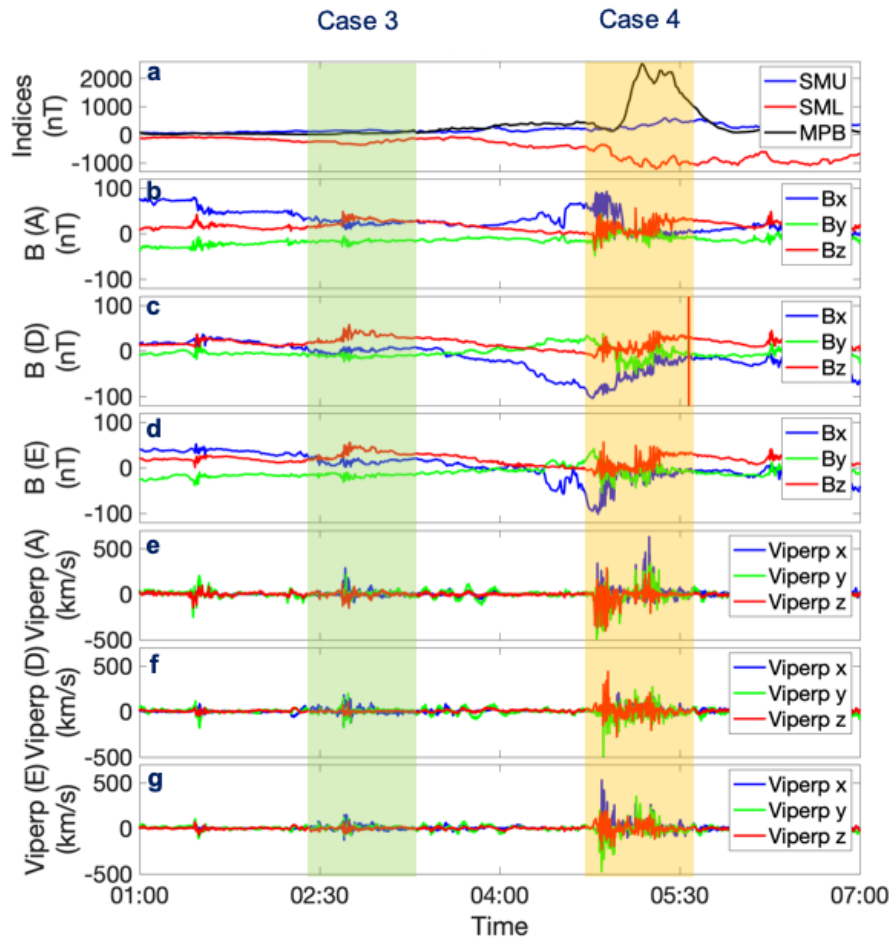 Case 3 Case 4
a
Indices
(nT)
2000
1000
0
-1000
SMU
SML
MPB
b
B (A)
(nT)
100
0
-100
Bx
By
Bz
c
B (D)
(nT)
100
0
-100
Bx
By
Bz
d
B (E)
(nT)
100
0
-100
Bx
By
Bz
e
Viperp (A)
(km/s)
500
0
-500
Viperp x
Viperp y
Viperp z
f
Viperp (D)
(km/s)
500
0
-500
Viperp x
Viperp y
Viperp z
g
Viperp (E)
(km/s)
500
0
-500
Viperp x
Viperp y
Viperp z
01:00 02:30 04:00 05:30 07:00
Time